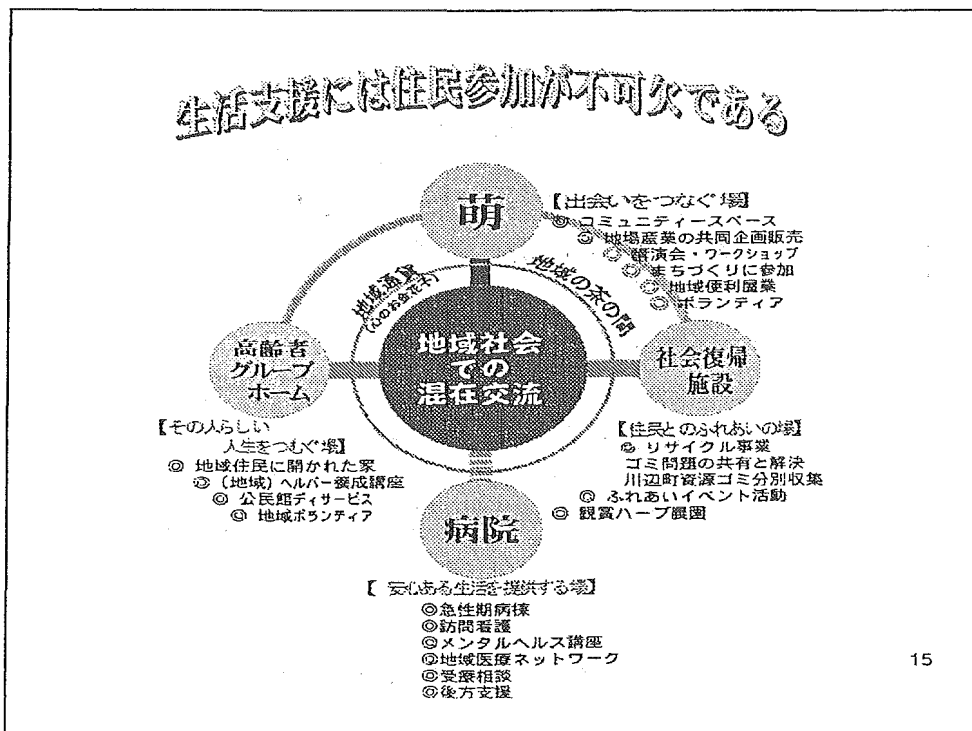 生活支援には住民参加が不可欠である
萌
【出会いをつなぐ場】
◎ コミュニティースペース
◎ 地場産業の共同企画販売
◎ 講演会・ワークショップ
◎ まちづくりに参加
◎ 地域便利屋業
◎ ボランティア
地域通貨
(心のお金花子)
地域の茶の間
高齢者
グループ
ホーム
地域社会
での
混在交流
社会復帰
施設
【その人らしい
人生をつむぐ場】
◎ 地域住民に開かれた家
◎ (地域) ヘルパー養成講座
◎ 公民館ディサービス
◎ 地域ボランティア
【住民とのふれあいの場】
◎ リサイクル事業
ゴミ問題の共有と解決
川辺町資源ゴミ分別収集
◎ ふれあいイベント活動
◎ 観賞ハーブ農園
病院
【 安心ある生活を提供する場】
◎急性期病棟
◎訪問看護
◎メンタルヘルス講座
◎地域医療ネットワーク
◎受療相談
◎後方支援
15